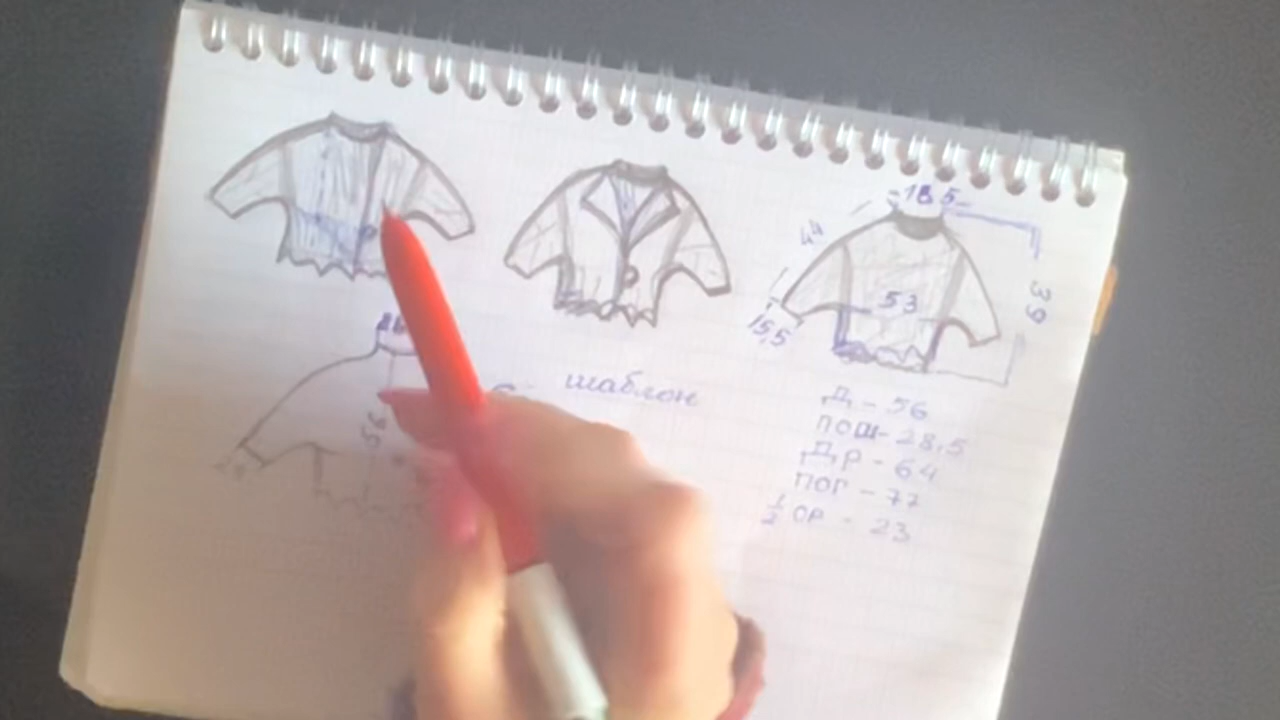 18.5
44
39
53
15,5
56
шаблон
Д - 56
ПОШ - 28.5
ДР - 64
ПОГ - 77
½ ОР - 23